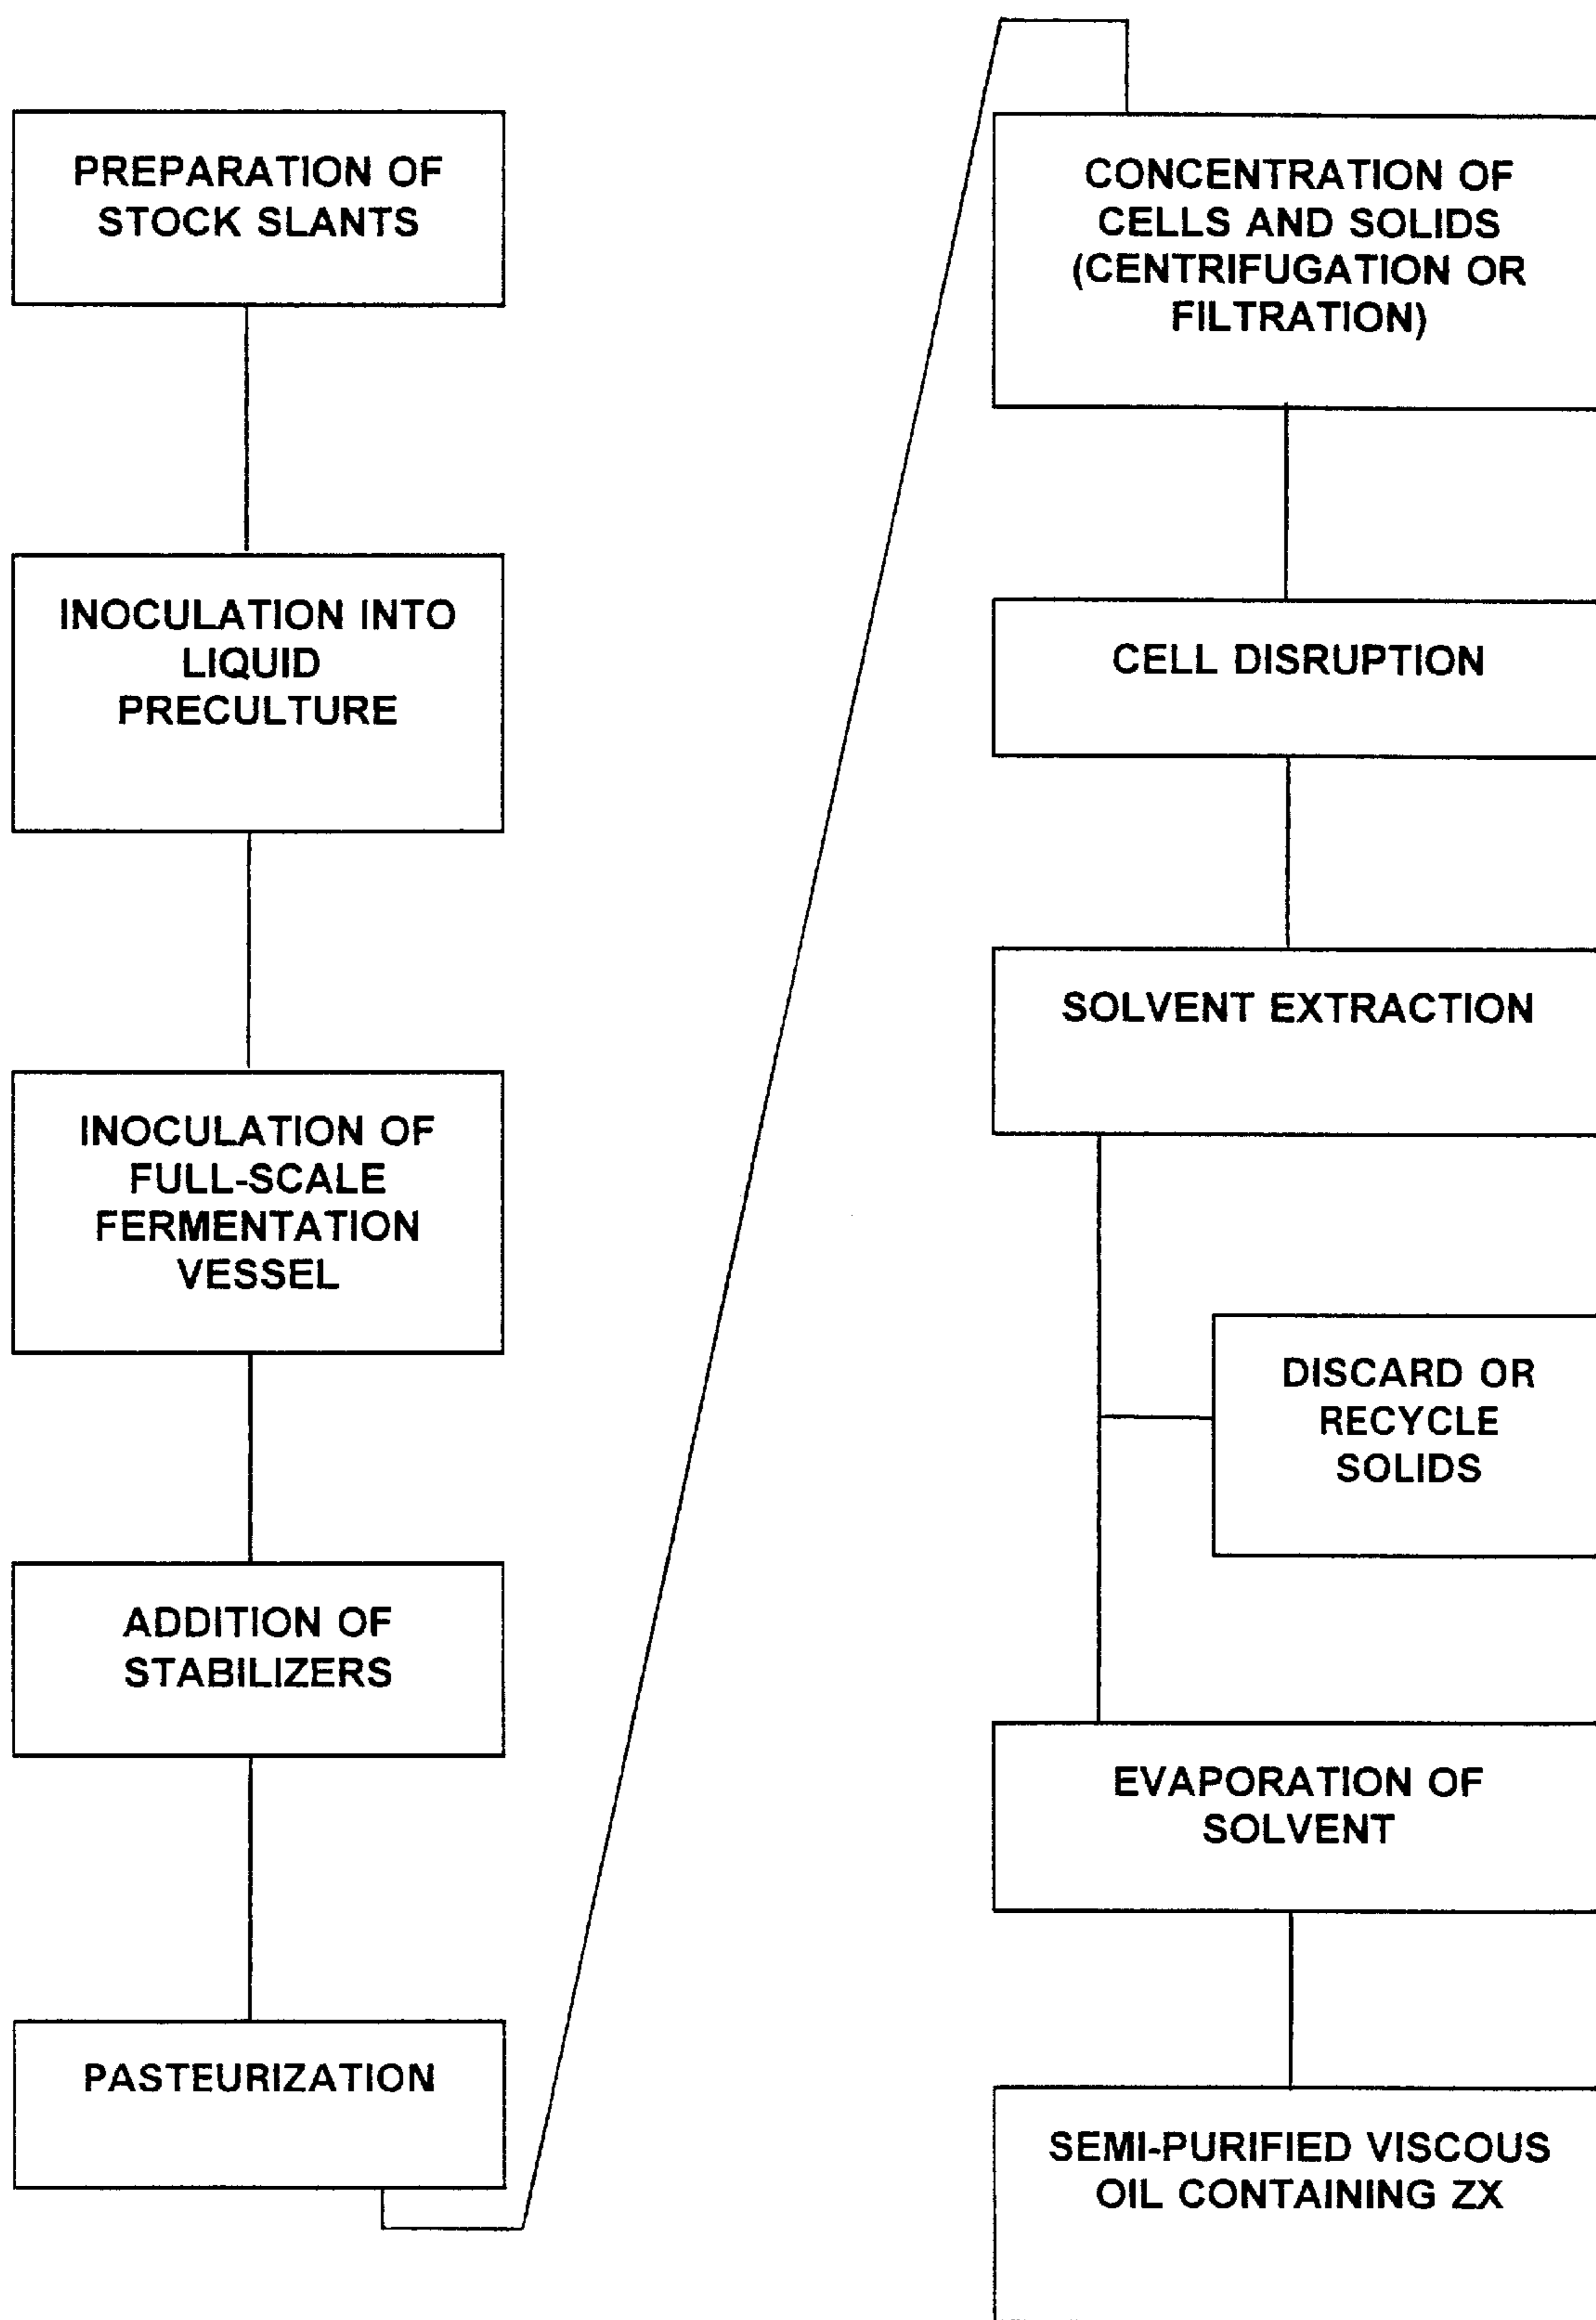 PREPARATION OF
STOCK SLANTS
INOCULATION INTO
LIQUID
PRECULTURE
INOCULATION OF
FULL-SCALE
FERMENTATION
VESSEL
ADDITION OF
STABILIZERS
PASTEURIZATION
CONCENTRATION OF
CELLS AND SOLIDS
(CENTRIFUGATION OR
FILTRATION)
CELL DISRUPTION
SOLVENT EXTRACTION
DISCARD OR
RECYCLE
SOLIDS
EVAPORATION OF
SOLVENT
SEMI-PURIFIED VISCOUS
OIL CONTAINING ZX